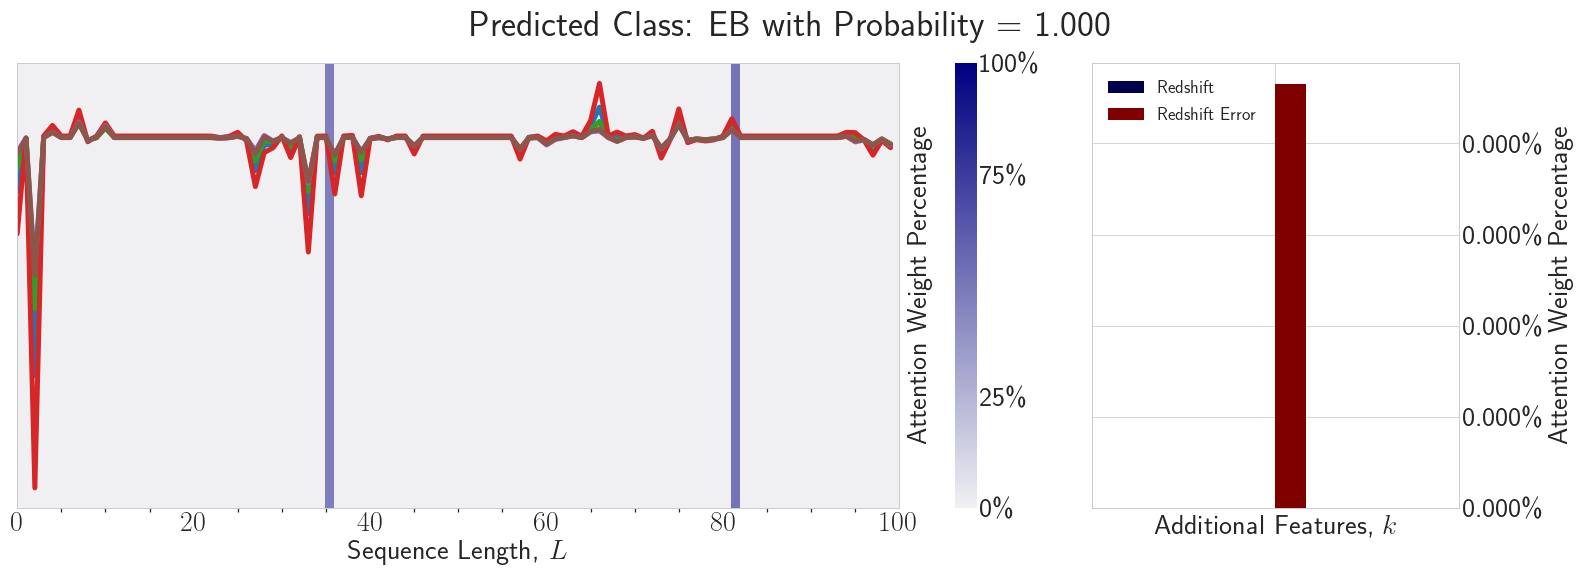 Predicted Class: EB with Probability = 1.000
0 20 40 60 80 100
Sequence Length, L
Attention Weight Percentage
100%
75%
25%
0%
Redshift
Redshift Error
Additional Features, k
0.000%
0.000%
0.000%
0.000%
0.000%
Attention Weight Percentage